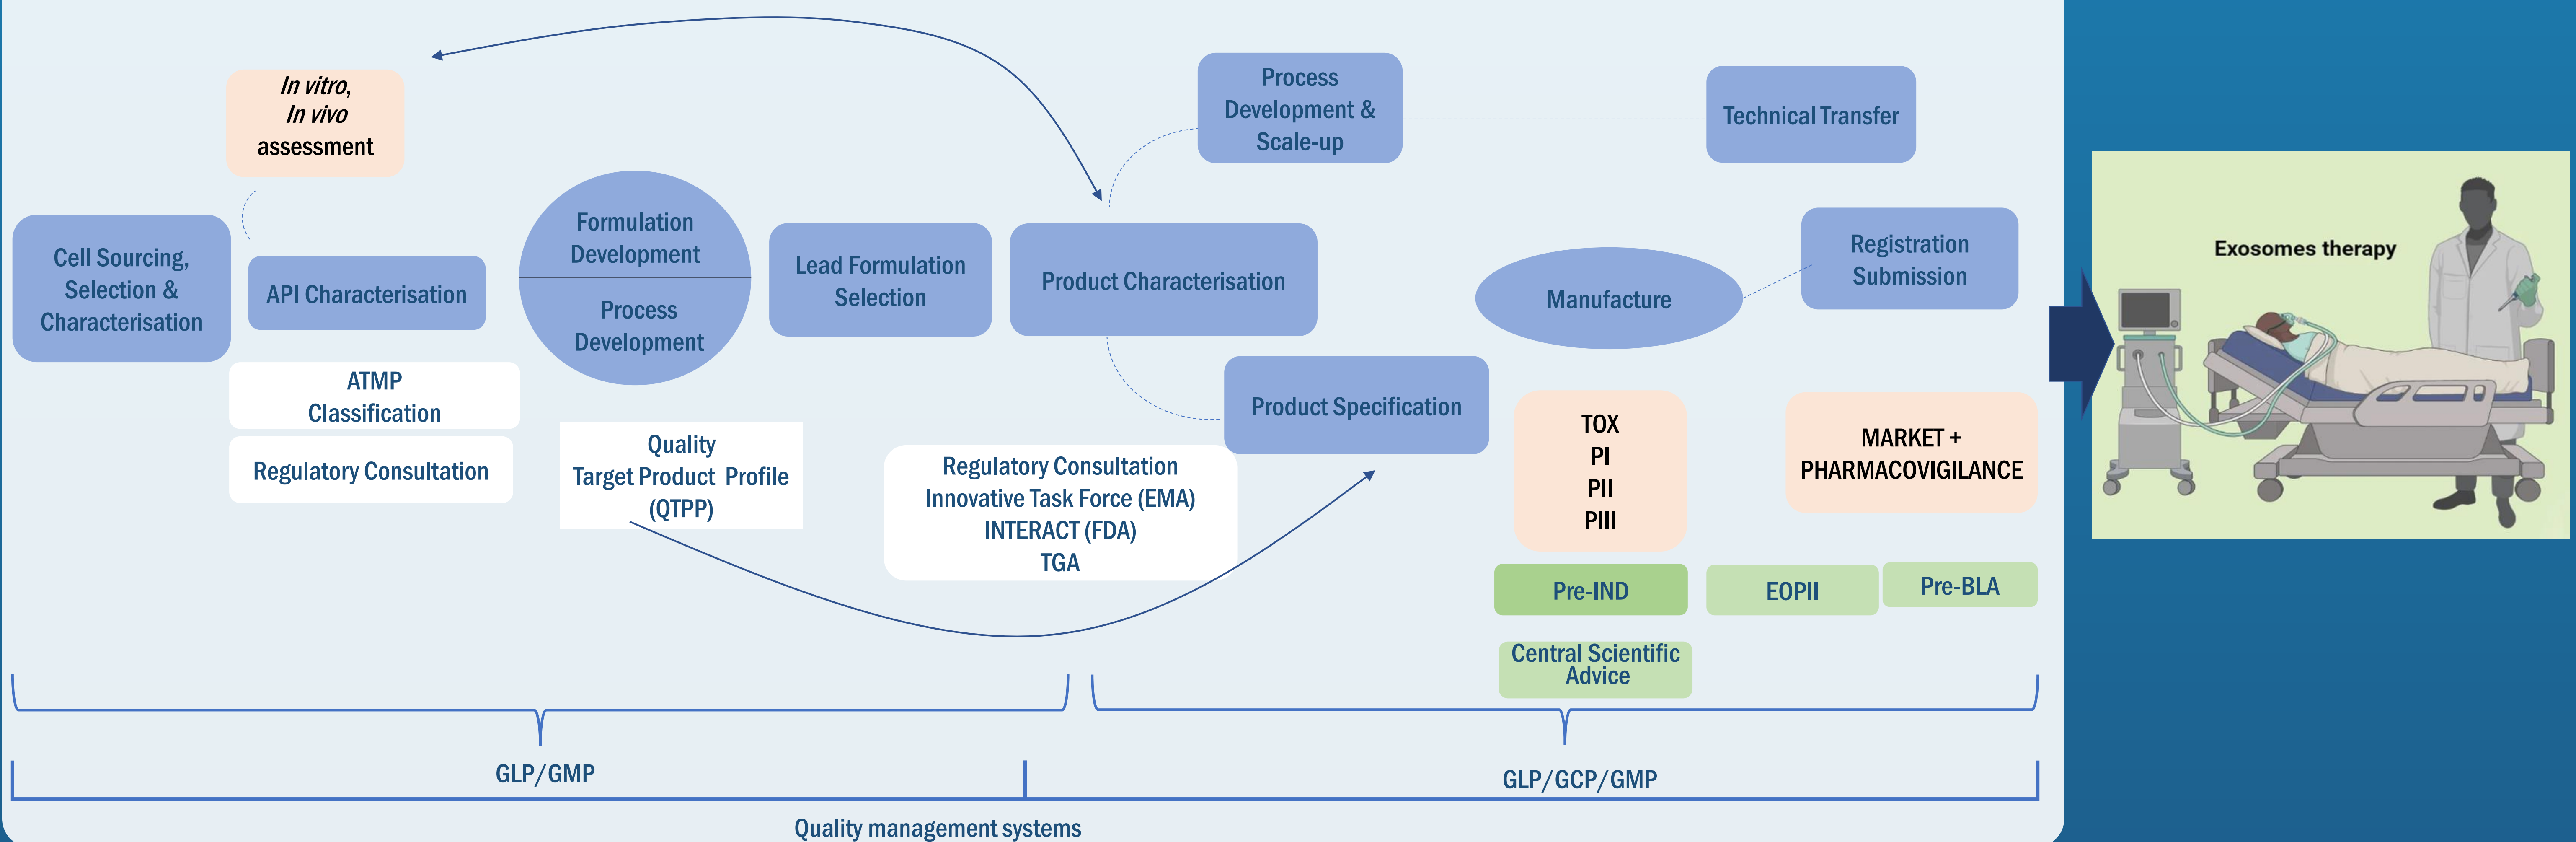 In vitro,
In vivo
assessment
Cell Sourcing,
Selection &
Characterisation
API Characterisation
ATMP
Classification
Regulatory Consultation
Formulation
Development
Process
Development
Quality
Target Product  Profile
(QTPP)
Lead Formulation
Selection
Product Characterisation
Regulatory Consultation
Innovative Task Force (EMA)
INTERACT (FDA)
TGA
Process
Development &
Scale-up
Technical Transfer
Product Specification
Manufacture
Registration
Submission
TOX
PI
PII
PIII
MARKET +
PHARMACOVIGILANCE
Pre-IND
EOPII
Pre-BLA
Central Scientific
Advice
GLP/GMP
GLP/GCP/GMP
Quality management systems
Exosomes therapy